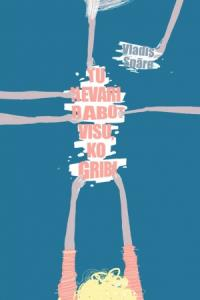 Vladis
Spāre
TU
NEVARI
DABŪT
VISU,
KO
GRIBI